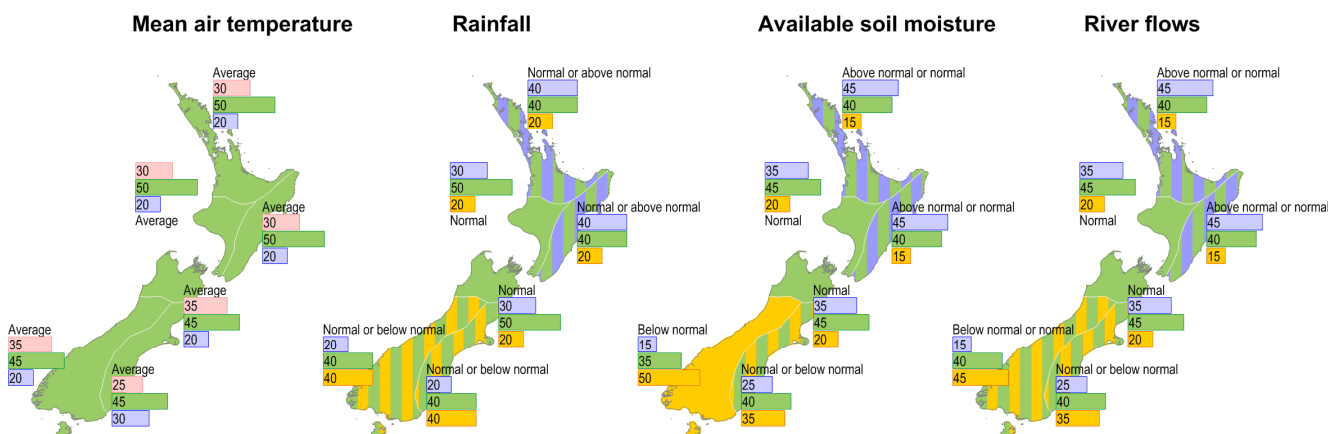 Mean air temperature
Average
30
50
20
30
50
20
Average
Average
30
50
20
Average
35
45
20
Average
35
45
20
Average
25
45
30
Rainfall
Normal or above normal
40
40
20
30
50
20
Normal
Normal or above normal
40
40
20
Normal
30
50
20
Normal or below normal
20
40
40
Normal or below normal
20
40
40
Available soil moisture
Above normal or normal
45
40
15
35
45
20
Normal
Above normal or normal
45
40
15
Normal
35
45
20
Below normal
15
35
50
Normal or below normal
25
40
35
River flows
Above normal or normal
45
40
15
35
45
20
Normal
Above normal or normal
45
40
15
Normal
35
45
20
Below normal or normal
15
40
45
Normal or below normal
25
40
35